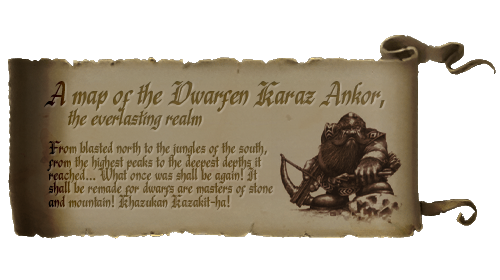 A map of the Dwarfen Karaz Ankor,
the everlasting realm
From blasted north to the jungles of the south,
from the highest peaks to the deepest depths it
reached... What once was shall be again! It
shall be remade for dwarfs are masters of stone
and mountain! Khazukan Kazakit-ha!